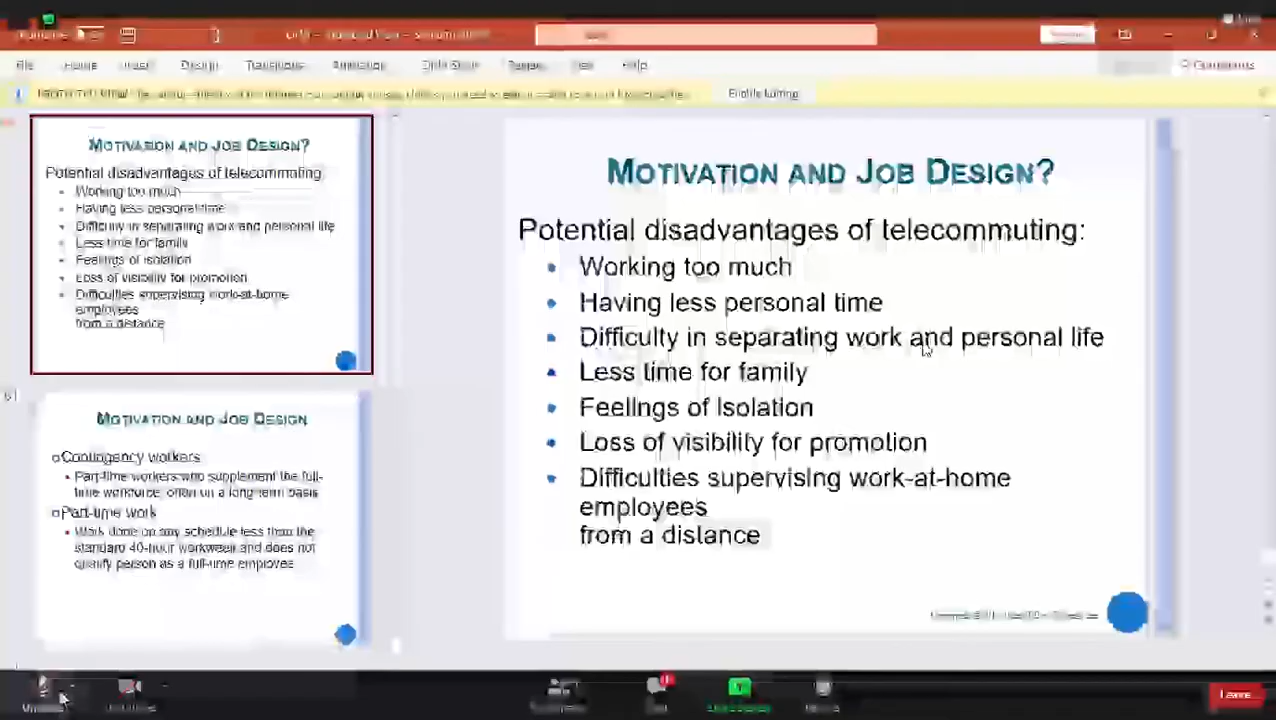 File Home Insert Design Transitions Animations Slide Show Help
Comments
Enable Editing
MOTIVATION AND JOB DESIGN?
Potential disadvantages of telecommuting:
• Working too much
• Having less personal time
• Difficulty in separating work and personal life
• Less time for family
• Feelings of isolation
• Loss of visibility for promotion
• Difficulties supervising work-at-home
employees
from a distance
MOTIVATION AND JOB DESIGN
Contingency workers
• Part-time workers who supplement the full-
time workforce, often on a long-term basis
Part-time work
• Work done on any schedule less than the
standard 40-hour workweek and does not
qualify person as a full-time employee
MOTIVATION AND JOB DESIGN?
Potential disadvantages of telecommuting:
• Working too much
• Having less personal time
• Difficulty in separating work and personal life
• Less time for family
• Feelings of Isolation
• Loss of visibility for promotion
• Difficulties supervising work-at-home
employees
from a distance
Leave